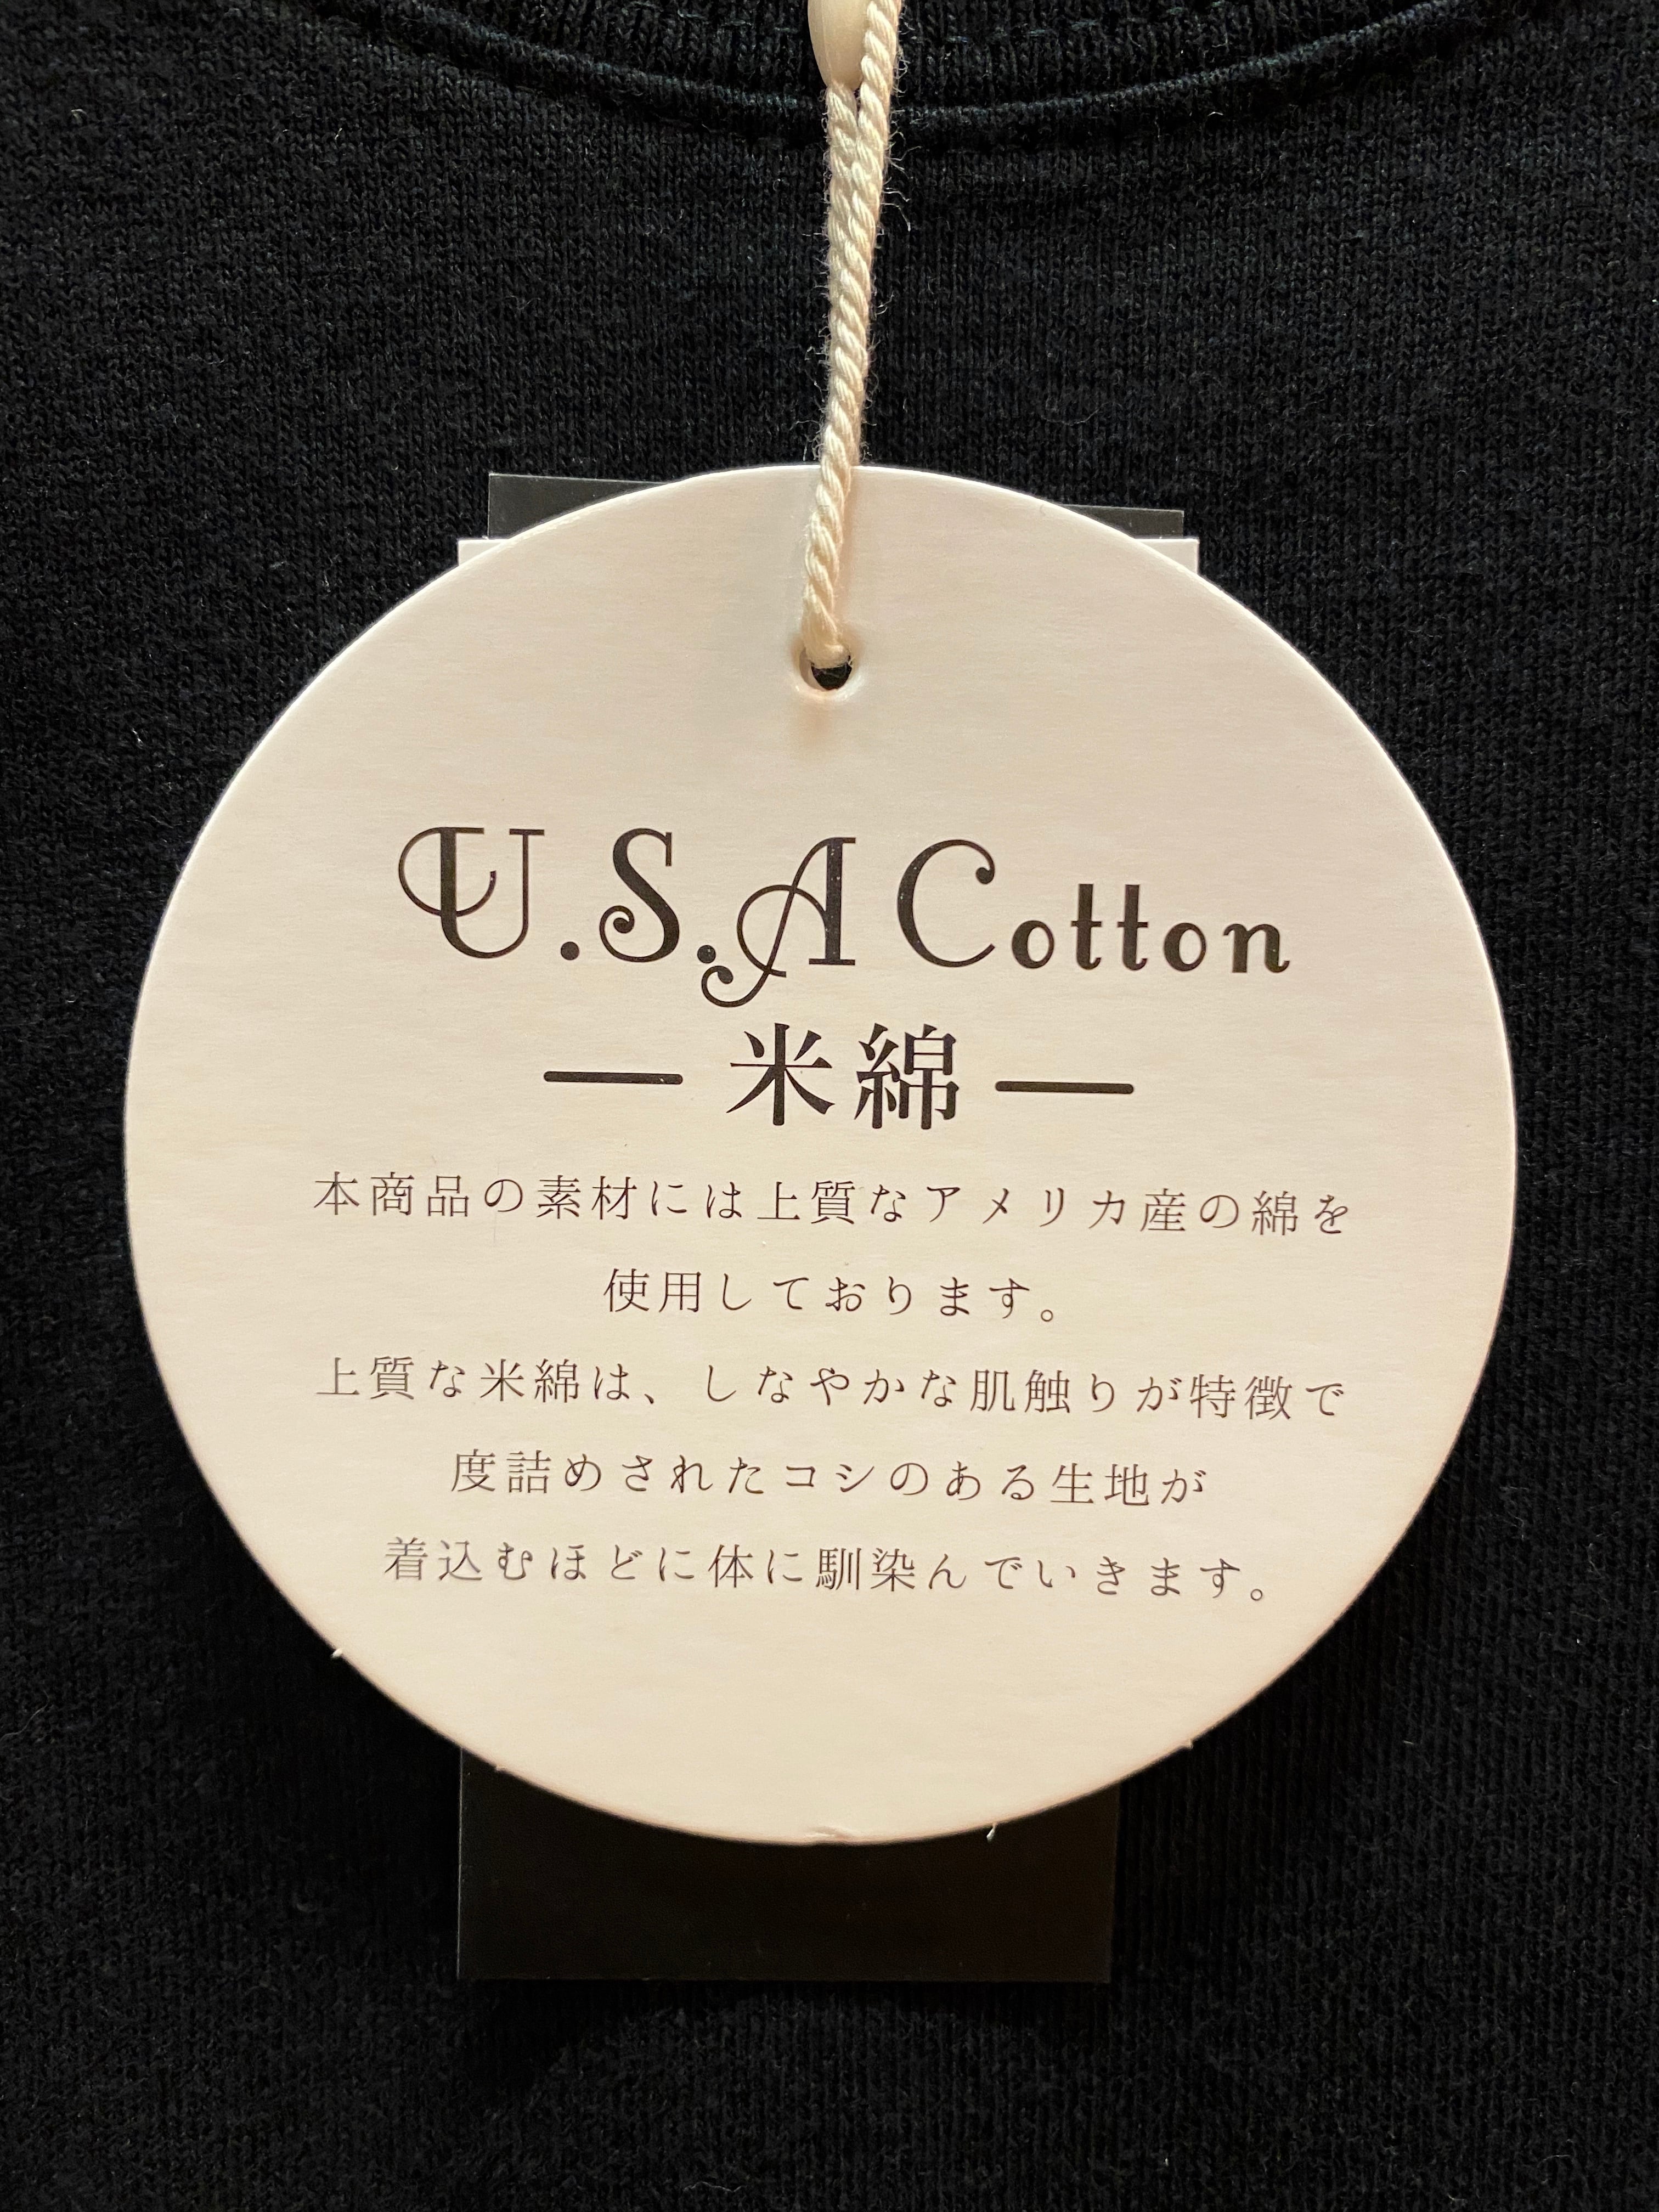 U.S.A Cotton
— 米綿 —
本商品の素材には上質なアメリカ産の綿を
使用しております。
上質な米綿は、しなやかな肌触りが特徴で
度詰めされたコシのある生地が
着込むほどに体に馴染んでいきます。